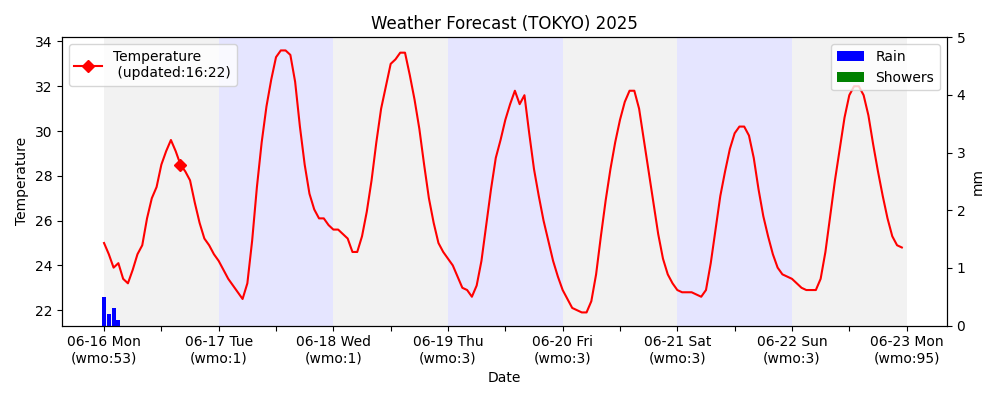 Weather Forecast (TOKYO) 2025
Temperature
(updated:16:22)
Rain
Showers
34
32
30
28
26
24
22
Temperature
5
4
3
2
1
0
mm
06-16 Mon
(wmo:53)
06-17 Tue
(wmo:1)
06-18 Wed
(wmo:1)
06-19 Thu
(wmo:3)
06-20 Fri
(wmo:3)
06-21 Sat
(wmo:3)
06-22 Sun
(wmo:3)
06-23 Mon
(wmo:95)
Date